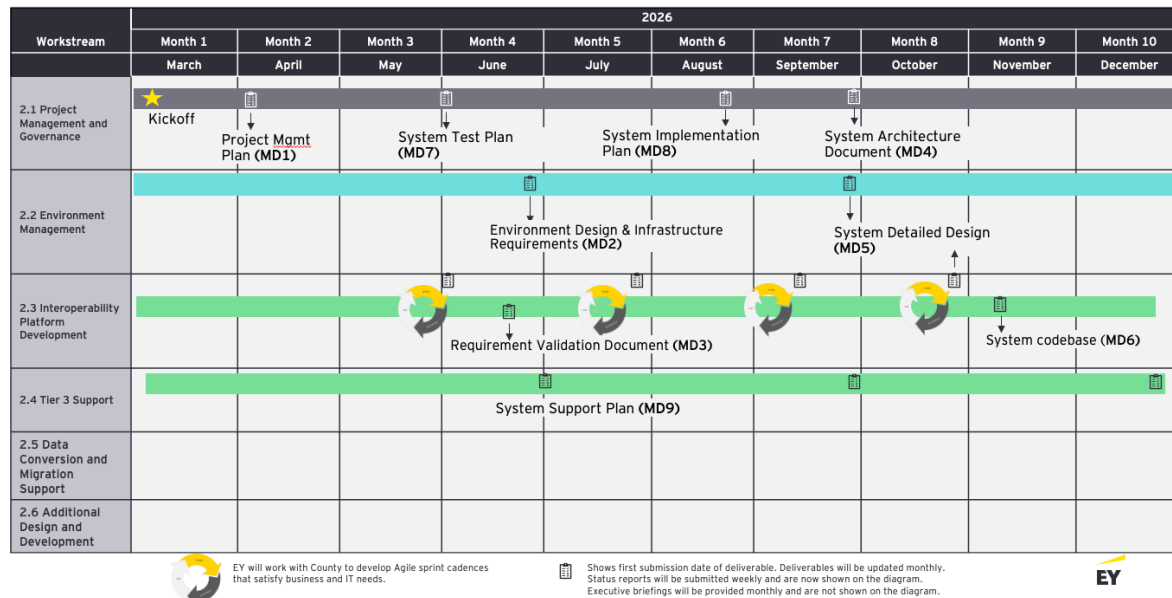 2026
Workstream
Month 1
Month 2
Month 3
Month 4
Month 5
Month 6
Month 7
Month 8
Month 9
Month 10
March
April
May
June
July
August
September
October
November
December
2.1 Project
Management and
Governance
Kickoff
Project Mgmt
Plan (MD1)
System Test Plan
(MD7)
System Implementation
Plan (MD8)
System Architecture
Document (MD4)
2.2 Environment
Management
Environment Design & Infrastructure
Requirements (MD2)
System Detailed Design
(MD5)
2.3 Interoperability
Platform
Development
Requirement Validation Document (MD3)
System codebase (MD6)
2.4 Tier 3 Support
System Support Plan (MD9)
2.5 Data
Conversion and
Migration
Support
2.6 Additional
Design and
Development
EY will work with County to develop Agile sprint cadences
that satisfy business and IT needs.
Shows first submission date of deliverable. Deliverables will be updated monthly.
Status reports will be submitted weekly and are now shown on the diagram.
Executive briefings will be provided monthly and are not shown on the diagram.
EY